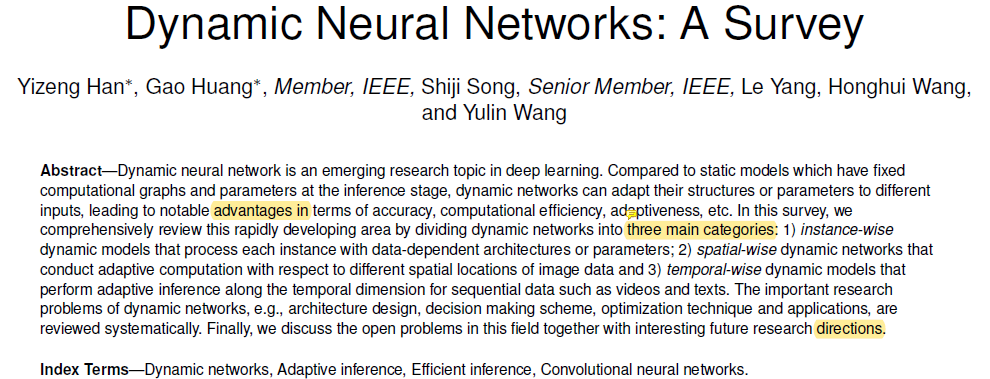 Dynamic Neural Networks: A Survey
Yizeng Han*, Gao Huang*, Member, IEEE, Shiji Song, Senior Member, IEEE, Le Yang, Honghui Wang,
and Yulin Wang
Abstract—Dynamic neural network is an emerging research topic in deep learning. Compared to static models which have fixed
computational graphs and parameters at the inference stage, dynamic networks can adapt their structures or parameters to different
inputs, leading to notable advantages in terms of accuracy, computational efficiency, adaptiveness, etc. In this survey, we
comprehensively review this rapidly developing area by dividing dynamic networks into three main categories: 1) instance-wise
dynamic models that process each instance with data-dependent architectures or parameters; 2) spatial-wise dynamic networks that
conduct adaptive computation with respect to different spatial locations of image data and 3) temporal-wise dynamic models that
perform adaptive inference along the temporal dimension for sequential data such as videos and texts. The important research
problems of dynamic networks, e.g., architecture design, decision making scheme, optimization technique and applications, are
reviewed systematically. Finally, we discuss the open problems in this field together with interesting future research directions.
Index Terms—Dynamic networks, Adaptive inference, Efficient inference, Convolutional neural networks.